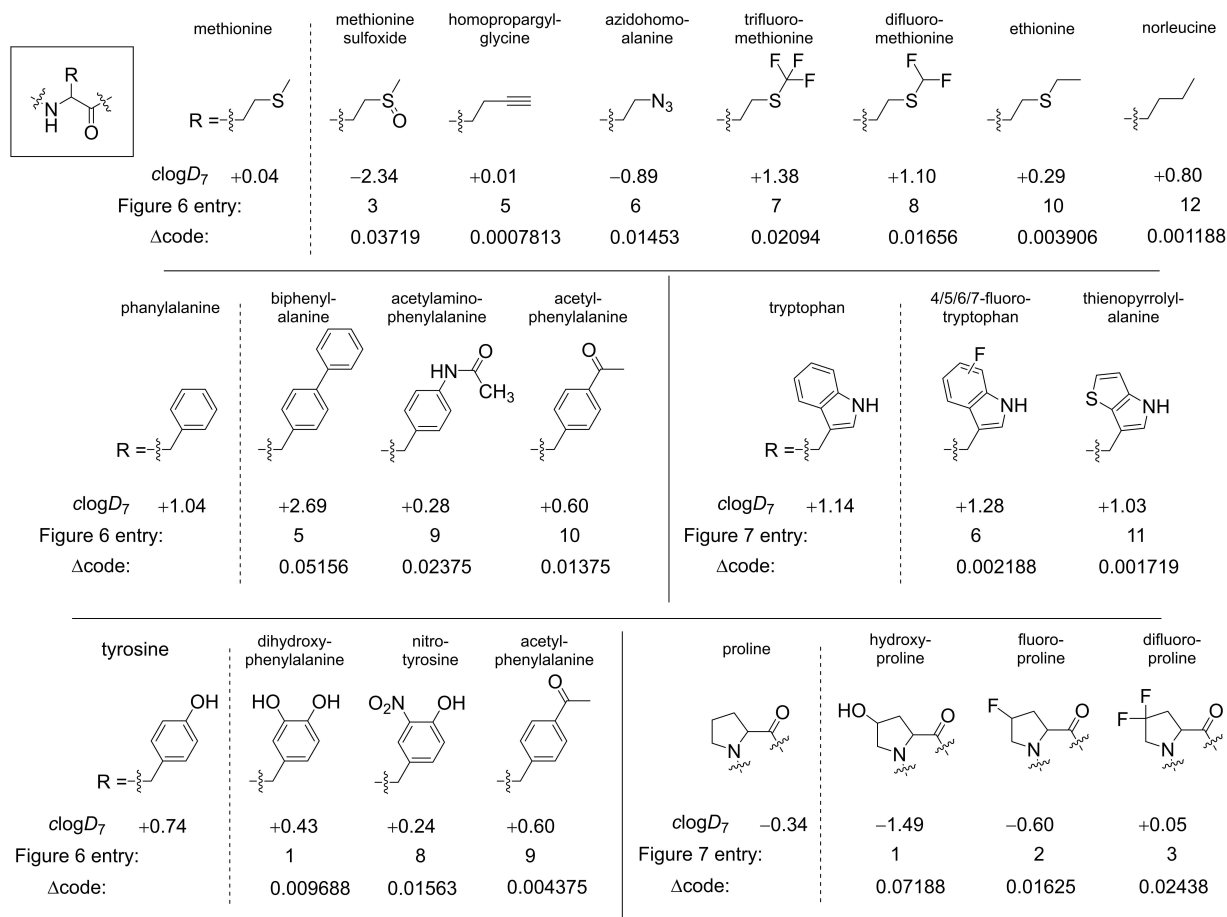 methionine
methionine
sulfoxide
homopropargyl-
glycine
azidohomo-
alanine
trifluoro-
methionine
difluoro-
methionine
ethionine
norleucine
R
N
H
O
R =
S
S
O
N3
F
F
F
S
F
F
S
S
clogD7 +0.04 −2.34 +0.01 −0.89 +1.38 +1.10 +0.29 +0.80
Figure 6 entry: 3 5 6 7 8 10 12
Δcode: 0.03719 0.0007813 0.01453 0.02094 0.01656 0.003906 0.001188
phanylalanine
biphenyl-
alanine
acetylamino-
phenylalanine
acetyl-
phenylalanine
R =
HN
O
CH3
O
clogD7 +1.04 +2.69 +0.28 +0.60
Figure 6 entry: 5 9 10
Δcode: 0.05156 0.02375 0.01375
tryptophan
4/5/6/7-fluoro-
tryptophan
thienopyrrolyl-
alanine
R =
NH
F
NH
S
NH
clogD7 +1.14 +1.28 +1.03
Figure 7 entry: 6 11
Δcode: 0.002188 0.001719
tyrosine
dihydroxy-
phenylalanine
nitro-
tyrosine
acetyl-
phenylalanine
R =
OH
HO
OH
O2N
OH
O
clogD7 +0.74 +0.43 +0.24 +0.60
Figure 6 entry: 1 8 9
Δcode: 0.009688 0.01563 0.004375
proline
hydroxy-
proline
fluoro-
proline
difluoro-
proline
N
O
HO
N
O
F
N
O
F
F
N
O
clogD7 −0.34 −1.49 −0.60 +0.05
Figure 7 entry: 1 2 3
Δcode: 0.07188 0.01625 0.02438